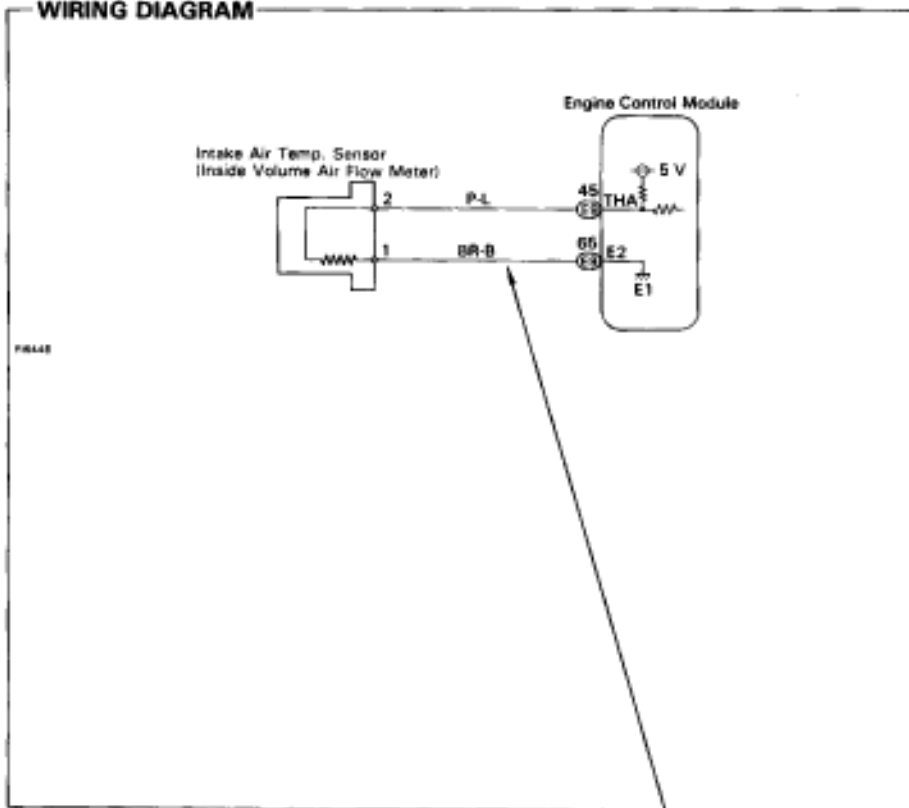 WIRING DIAGRAM
Engine Control Module
Intake Air Temp. Sensor
(Inside Volume Air Flow Meter)
5 V
2
P-L
45
THA
1
BR-B
65
E2
E1